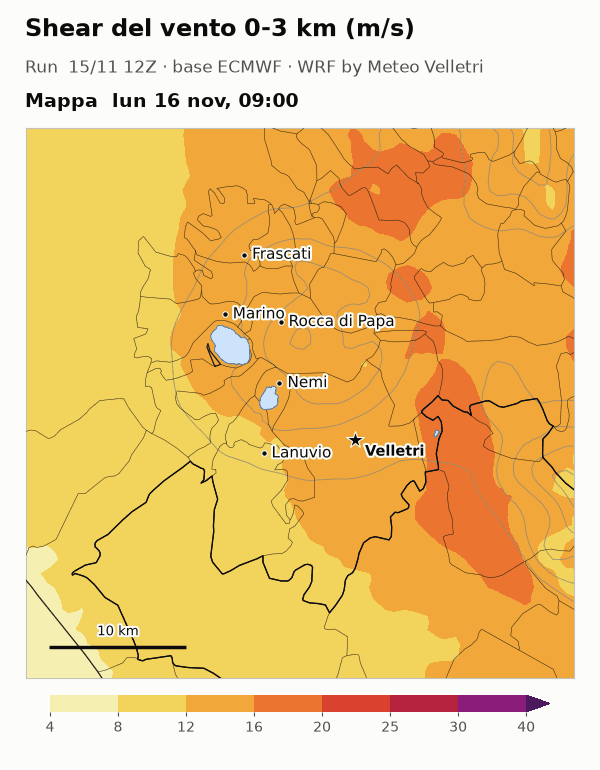 Shear del vento 0-3 km (m/s)
Run  15/11 12Z · base ECMWF · WRF by Meteo Velletri
Mappa  lun 16 nov, 09:00
Frascati
Marino
Rocca di Papa
Nemi
Velletri
Lanuvio
10 km
4 8 12 16 20 25 30 40